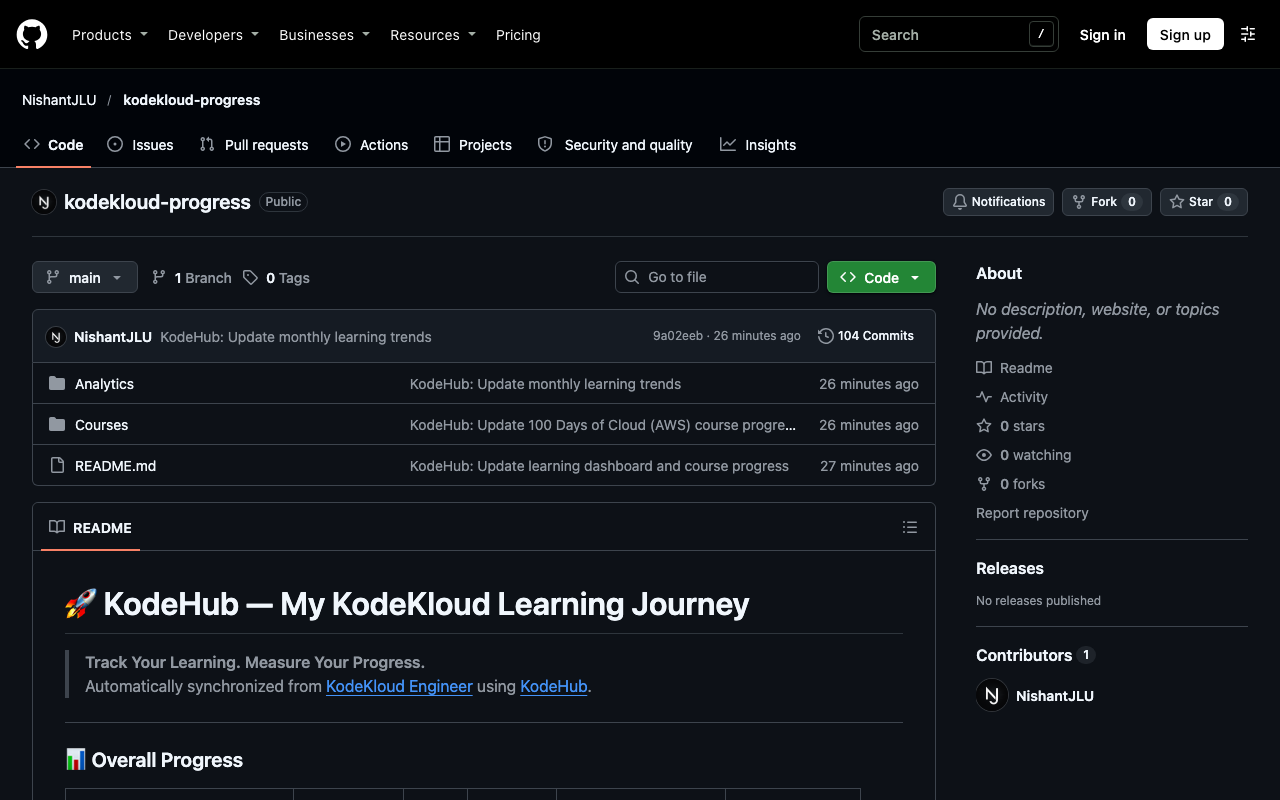 Products Developers Businesses Resources Pricing Search / Sign in Sign up
NishantJLU / kodekloud-progress
Code Issues Pull requests Actions Projects Security and quality Insights
kodekloud-progress Public Notifications Fork 0 Star 0
main 1 Branch 0 Tags Go to file Code
NishantJLU KodeHub: Update monthly learning trends 9a02eeb · 26 minutes ago 104 Commits
Analytics KodeHub: Update monthly learning trends 26 minutes ago
Courses KodeHub: Update 100 Days of Cloud (AWS) course progre... 26 minutes ago
README.md KodeHub: Update learning dashboard and course progress 27 minutes ago
README
🚀 KodeHub — My KodeKloud Learning Journey
Track Your Learning. Measure Your Progress.
Automatically synchronized from KodeKloud Engineer using KodeHub.
📊 Overall Progress
About
No description, website, or topics
provided.
Readme
Activity
0 stars
0 watching
0 forks
Report repository
Releases
No releases published
Contributors 1
NishantJLU